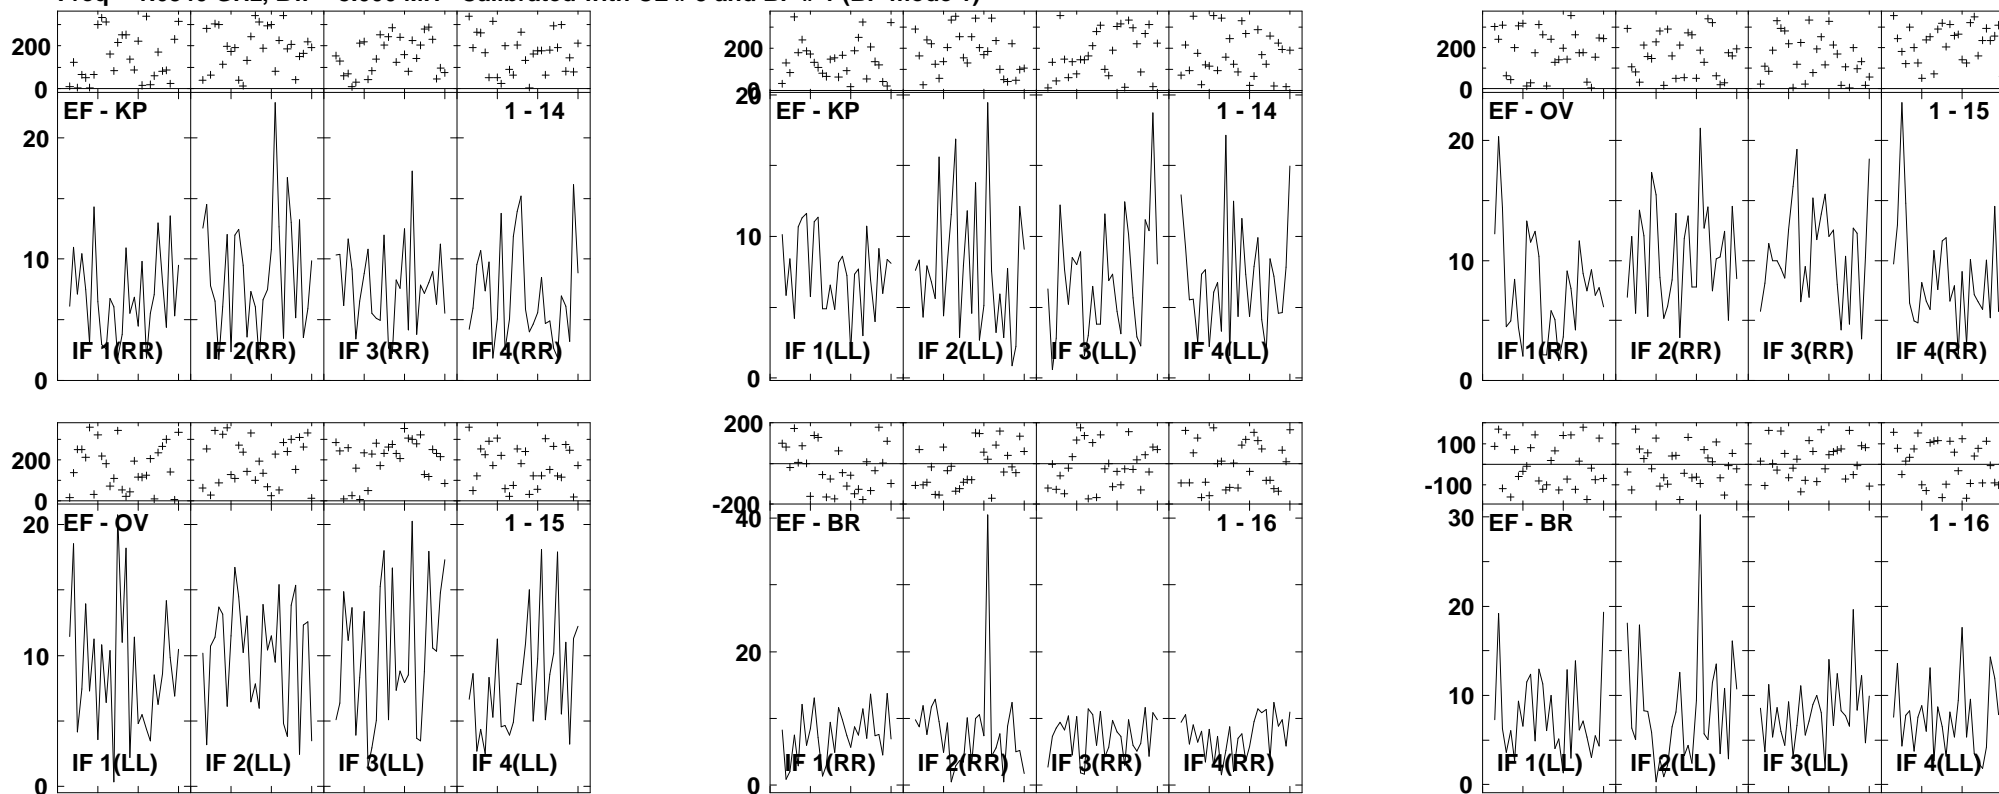 200
0
EF - KP
1 - 14
20
10
0
IF 1(RR)
IF 2(RR)
IF 3(RR)
IF 4(RR)
200
0
20
EF - KP
1 - 14
10
0
IF 1(LL)
IF 2(LL)
IF 3(LL)
IF 4(LL)
200
0
EF - OV
1 - 15
20
10
0
IF 1(RR)
IF 2(RR)
IF 3(RR)
IF 4(RR)
200
0
20
EF - OV
1 - 15
10
0
IF 1(LL)
IF 2(LL)
IF 3(LL)
IF 4(LL)
200
-200
40
EF - BR
1 - 16
20
0
IF 1(RR)
IF 2(RR)
IF 3(RR)
IF 4(RR)
100
-100
30
EF - BR
1 - 16
20
10
0
IF 1(LL)
IF 2(LL)
IF 3(LL)
IF 4(LL)